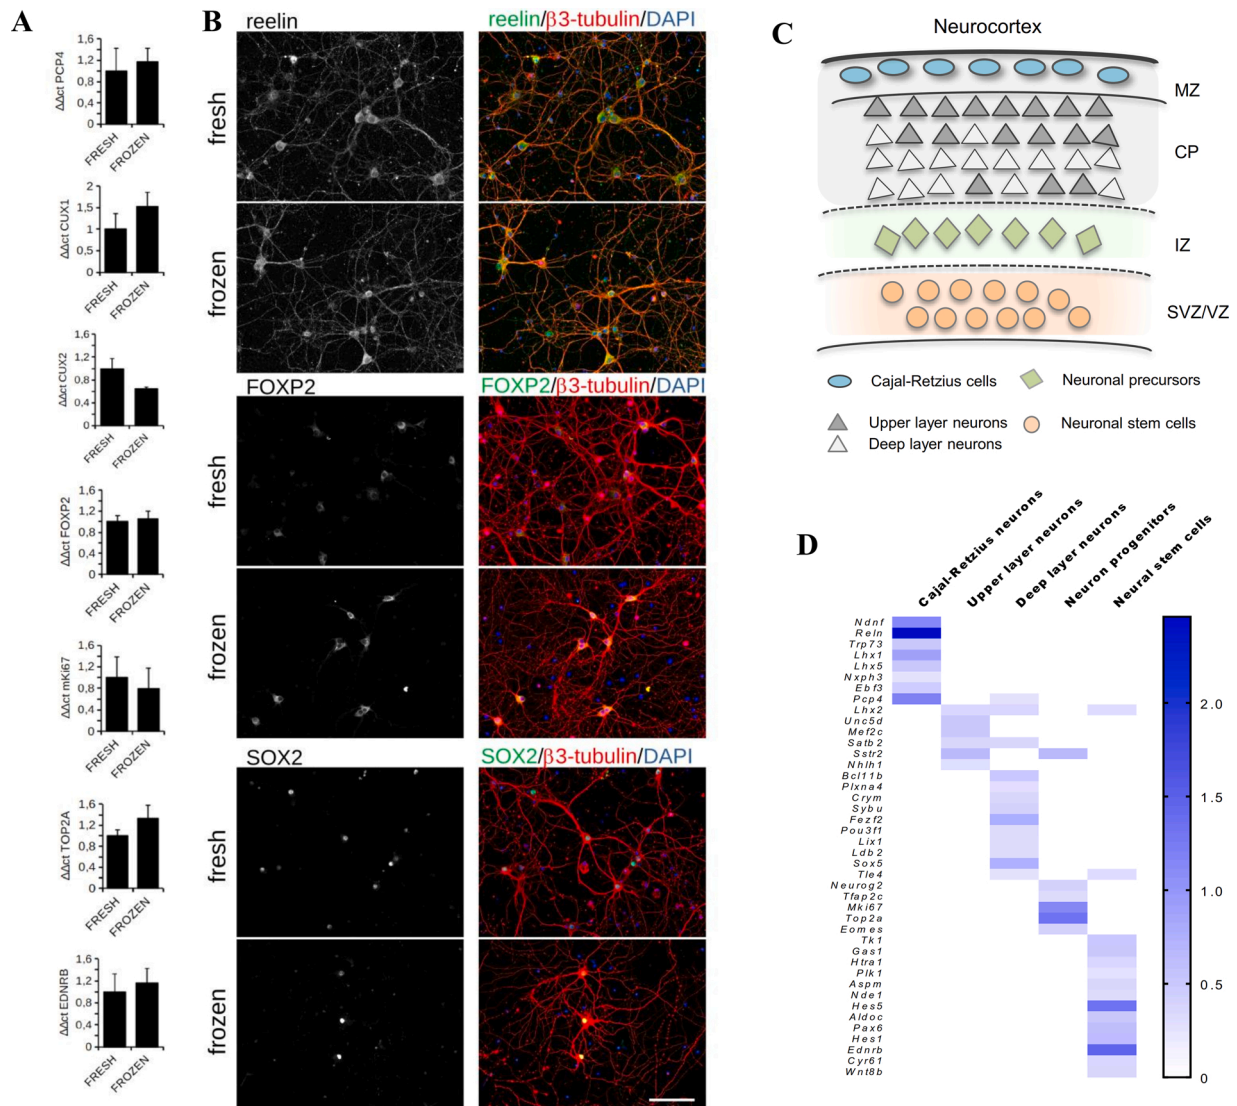 A
1,6
1,2
0,8
0,4
0
ΔΔct PCP4
FRESH
FROZEN
2
1,5
1
0,5
0
ΔΔct CUX1
FRESH
FROZEN
1,6
1,2
0,8
0,4
0
ΔΔct CUX2
FRESH
FROZEN
1,6
1,2
0,8
0,4
0
ΔΔct FOXP2
FRESH
FROZEN
1,6
1,2
0,8
0,4
0
ΔΔct mKi67
FRESH
FROZEN
1,6
1,2
0,8
0,4
0
ΔΔct TOP2A
FRESH
FROZEN
1,6
1,2
0,8
0,4
0
ΔΔct EDNRB
FRESH
FROZEN
B
reelin
reelin/β3-tubulin/DAPI
fresh
frozen
FOXP2
FOXP2/β3-tubulin/DAPI
fresh
frozen
SOX2
SOX2/β3-tubulin/DAPI
fresh
frozen
C
Neurocortex
MZ
CP
IZ
SVZ/VZ
Cajal-Retzius cells
Neuronal precursors
Upper layer neurons
Neuronal stem cells
Deep layer neurons
D
Cajal-Retzius neurons
Upper layer neurons
Deep layer neurons
Neuron progenitors
Neural stem cells
Ndnf
Reln
Trp73
Lhx1
Lhx5
Nxph3
Ebf3
Pcp4
Lhx2
Unc5d
Mef2c
Satb2
Sstr2
Nhlh1
Bcl11b
Plxna4
Crym
Sybu
Fezf2
Pou3f1
Lix1
Ldb2
Sox5
Tle4
Neurog2
Tfap2c
Mki67
Top2a
Eomes
Tk1
Gas1
Htra1
Plk1
Aspm
Nde1
Hes5
Aldoc
Pax6
Hes1
Ednrb
Cyr61
Wnt8b
2.0
1.5
1.0
0.5
0